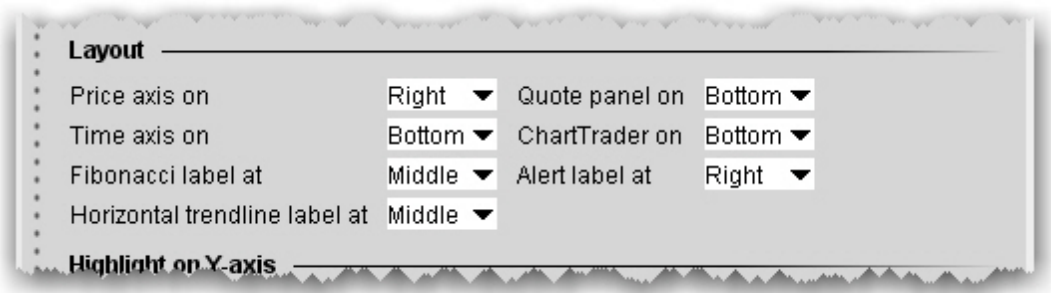 Layout
Price axis on Right Quote panel on Bottom
Time axis on Bottom ChartTrader on Bottom
Fibonacci label at Middle Alert label at Right
Horizontal trendline label at Middle
Highlight on Y-axis